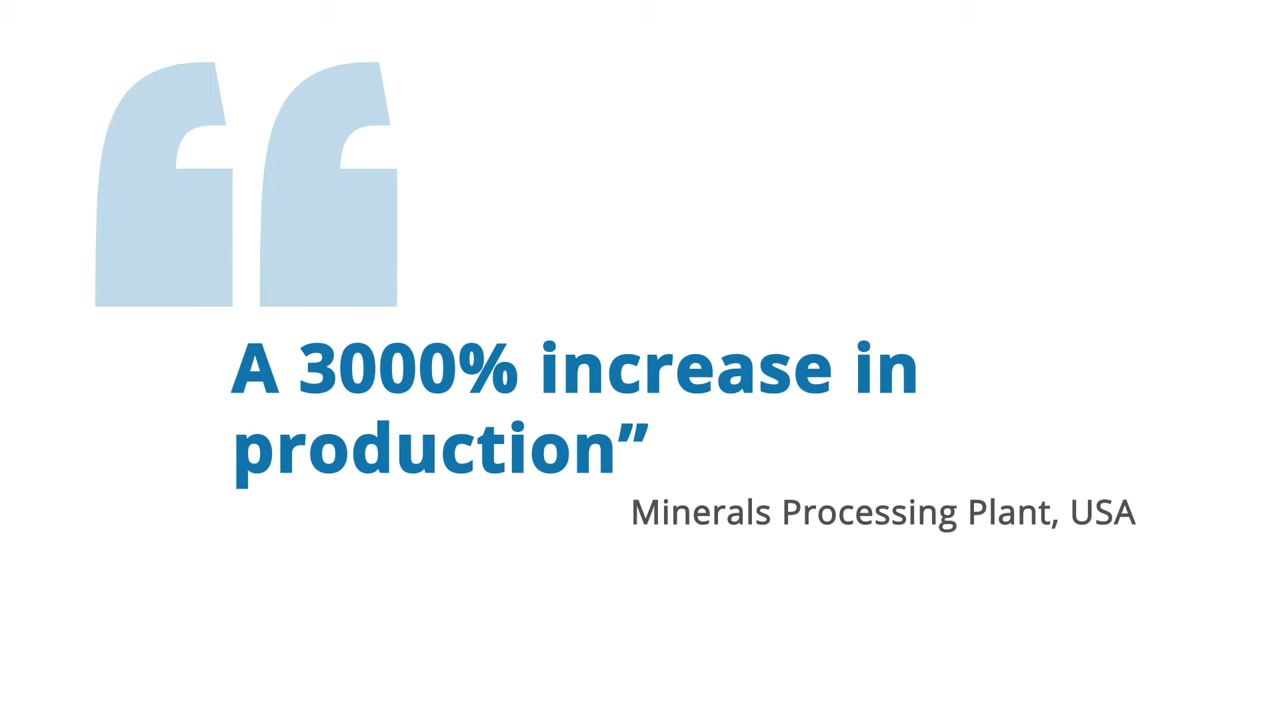 “
A 3000% increase in
production”
Minerals Processing Plant, USA